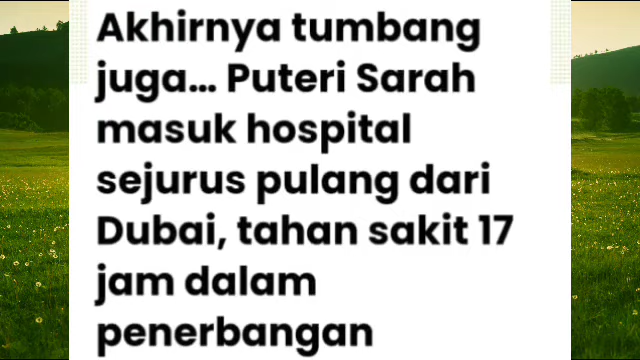 Akhirnya tumbang
juga... Puteri Sarah
masuk hospital
sejurus pulang dari
Dubai, tahan sakit 17
jam dalam
penerbangan